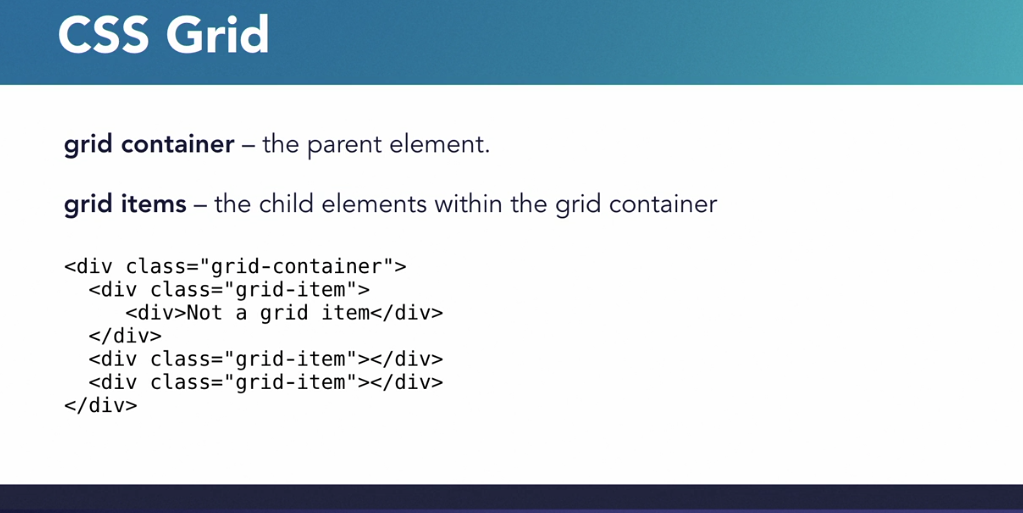 CSS Grid
grid container – the parent element.
grid items – the child elements within the grid container
<div class="grid-container">
  <div class="grid-item">
     <div>Not a grid item</div>
  </div>
  <div class="grid-item"></div>
  <div class="grid-item"></div>
</div>